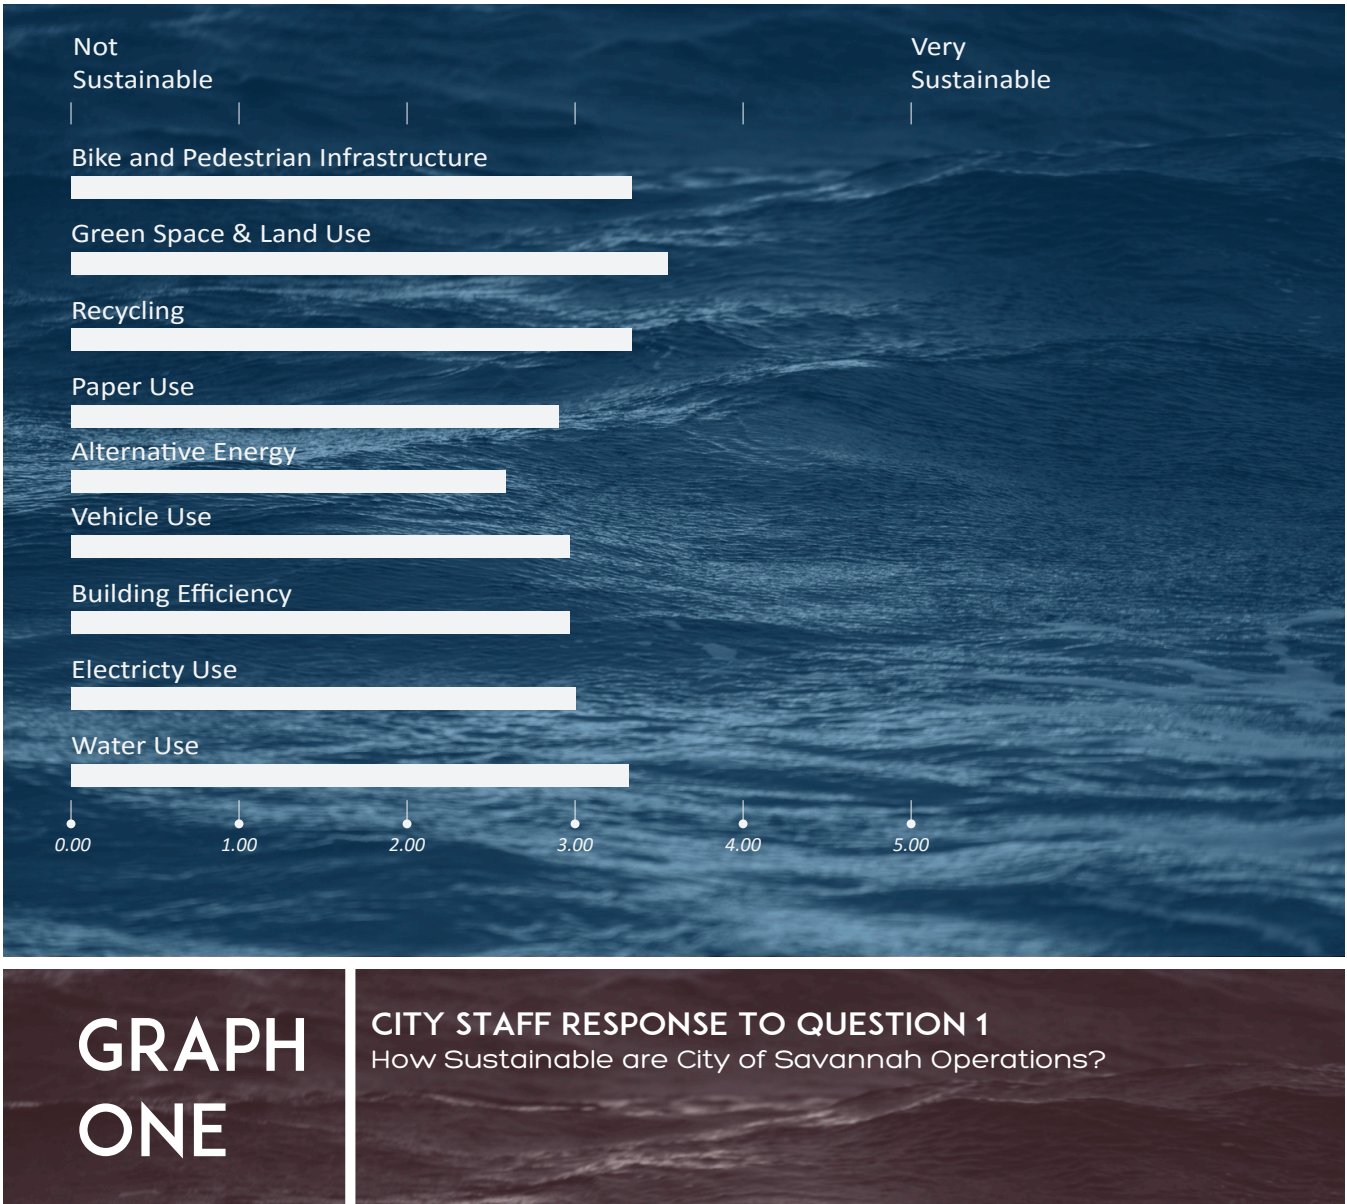 Not
Sustainable
Very
Sustainable
Bike and Pedestrian Infrastructure
Green Space & Land Use
Recycling
Paper Use
Alternative Energy
Vehicle Use
Building Efficiency
Electricty Use
Water Use
0.00 1.00 2.00 3.00 4.00 5.00
GRAPH
ONE
CITY STAFF RESPONSE TO QUESTION 1
How Sustainable are City of Savannah Operations?